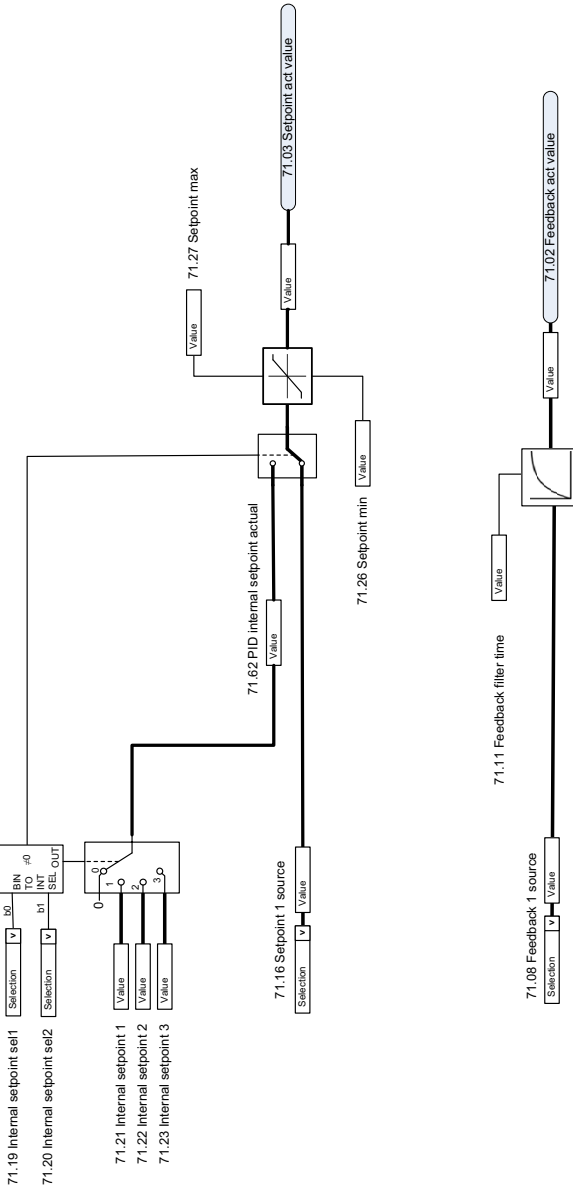 71.19 Internal setpoint sel1
Selection
v
b0
71.20 Internal setpoint sel2
Selection
v
b1
BIN
TO
INT
SEL
≠0
OUT
71.21 Internal setpoint 1
Value
71.22 Internal setpoint 2
Value
71.23 Internal setpoint 3
Value
0
0
1
2
3
71.62 PID internal setpoint actual
Value
71.16 Setpoint 1 source
Selection
v
Value
71.27 Setpoint max
Value
71.26 Setpoint min
Value
Value
71.03 Setpoint act value
71.08 Feedback 1 source
Selection
v
Value
71.11 Feedback filter time
Value
Value
71.02 Feedback act value